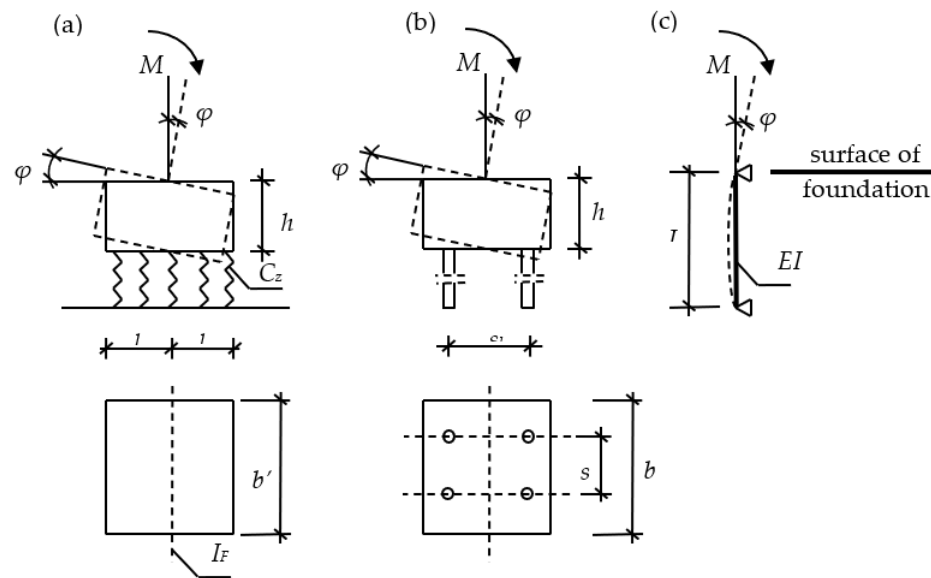 (a)
(b)
(c)
M
M
M
φ
φ
φ
φ
φ
surface of
foundation
h
h
C_z
EI
b'
s
b
I_F